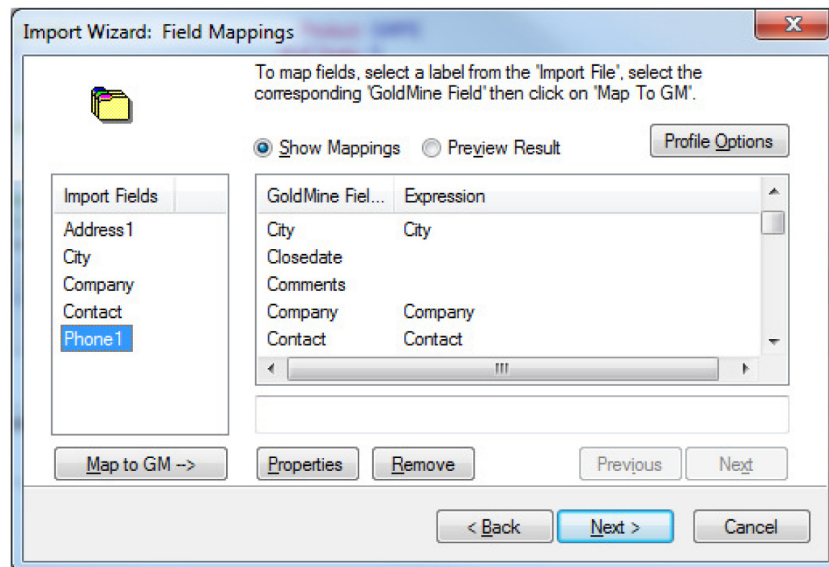 Import Wizard: Field Mappings
To map fields, select a label from the 'Import File', select the
corresponding 'GoldMine Field' then click on 'Map To GM'.
Show Mappings
Preview Result
Profile Options
Import Fields
Address1
City
Company
Contact
Phone1
GoldMine Fiel... Expression
City City
Closedate
Comments
Company Company
Contact Contact
Map to GM -->
Properties
Remove
Previous
Next
< Back
Next >
Cancel